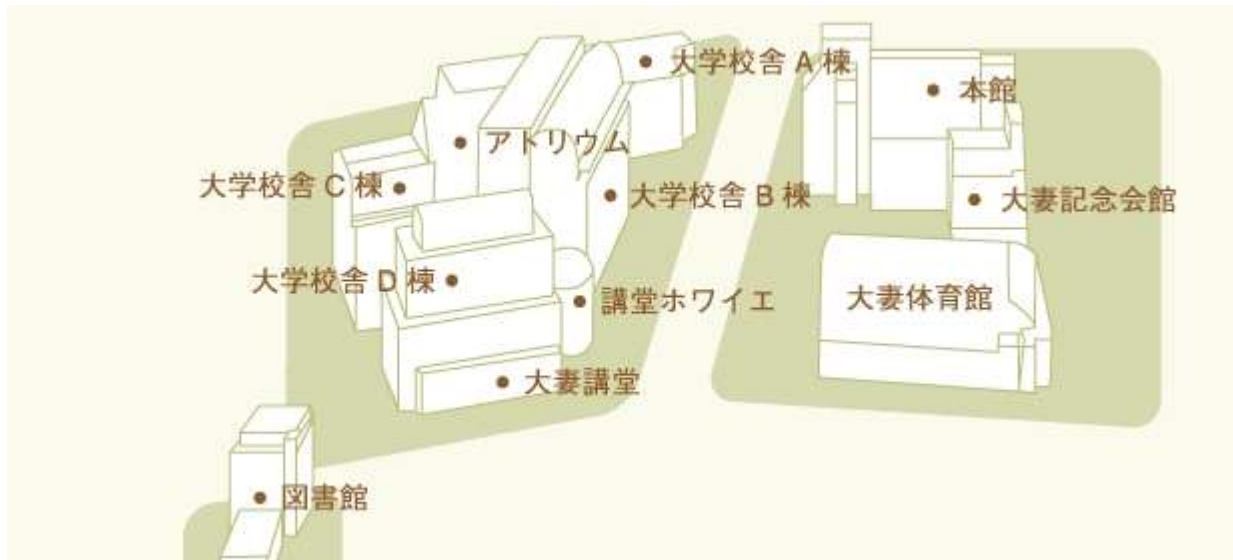 大学校舎 A 棟
本館
アトリウム
大学校舎 C 棟
大学校舎 B 棟
大妻記念会館
大学校舎 D 棟
講堂ホワイエ
大妻体育館
大妻講堂
図書館